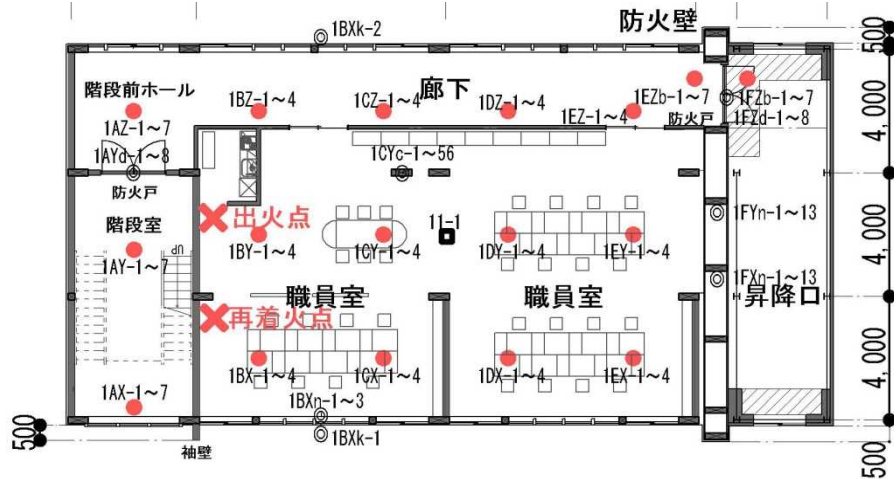 1BXk-2
防火壁
500
階段前ホール
廊下
1BZ-1～4
1CZ-1～4
1DZ-1～4
1EZb-1～7
1FZb-1～7
1AZ-1～7
1EZ-1～4
防火戸
1FZd-1～8
4,000
1AYd-1～8
1CYc-1～56
防火戸
階段室
出火点
11-1
1FYn-1～13
UP
1BY-1～4
1CY-1～4
1DY-1～4
1EY-1～4
4,000
1AY-1～7
1FXn-1～13
職員室
職員室
昇降口
再着火点
1BX-1～4
1CX-1～4
1DX-1～4
1EX-1～4
4,000
1AX-1～7
1BXn-1～3
500
1BXk-1
袖壁
500